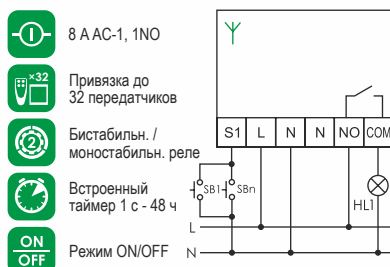 8 A AC-1, 1NO
×32
Привязка до
32 передатчиков
2
Бистабильн. /
моностабильн. реле
Встроенный
таймер 1 с - 48 ч
ON
OFF
Режим ON/OFF
S1 L N N NO COM
SB1 SBn
HL1
L
N